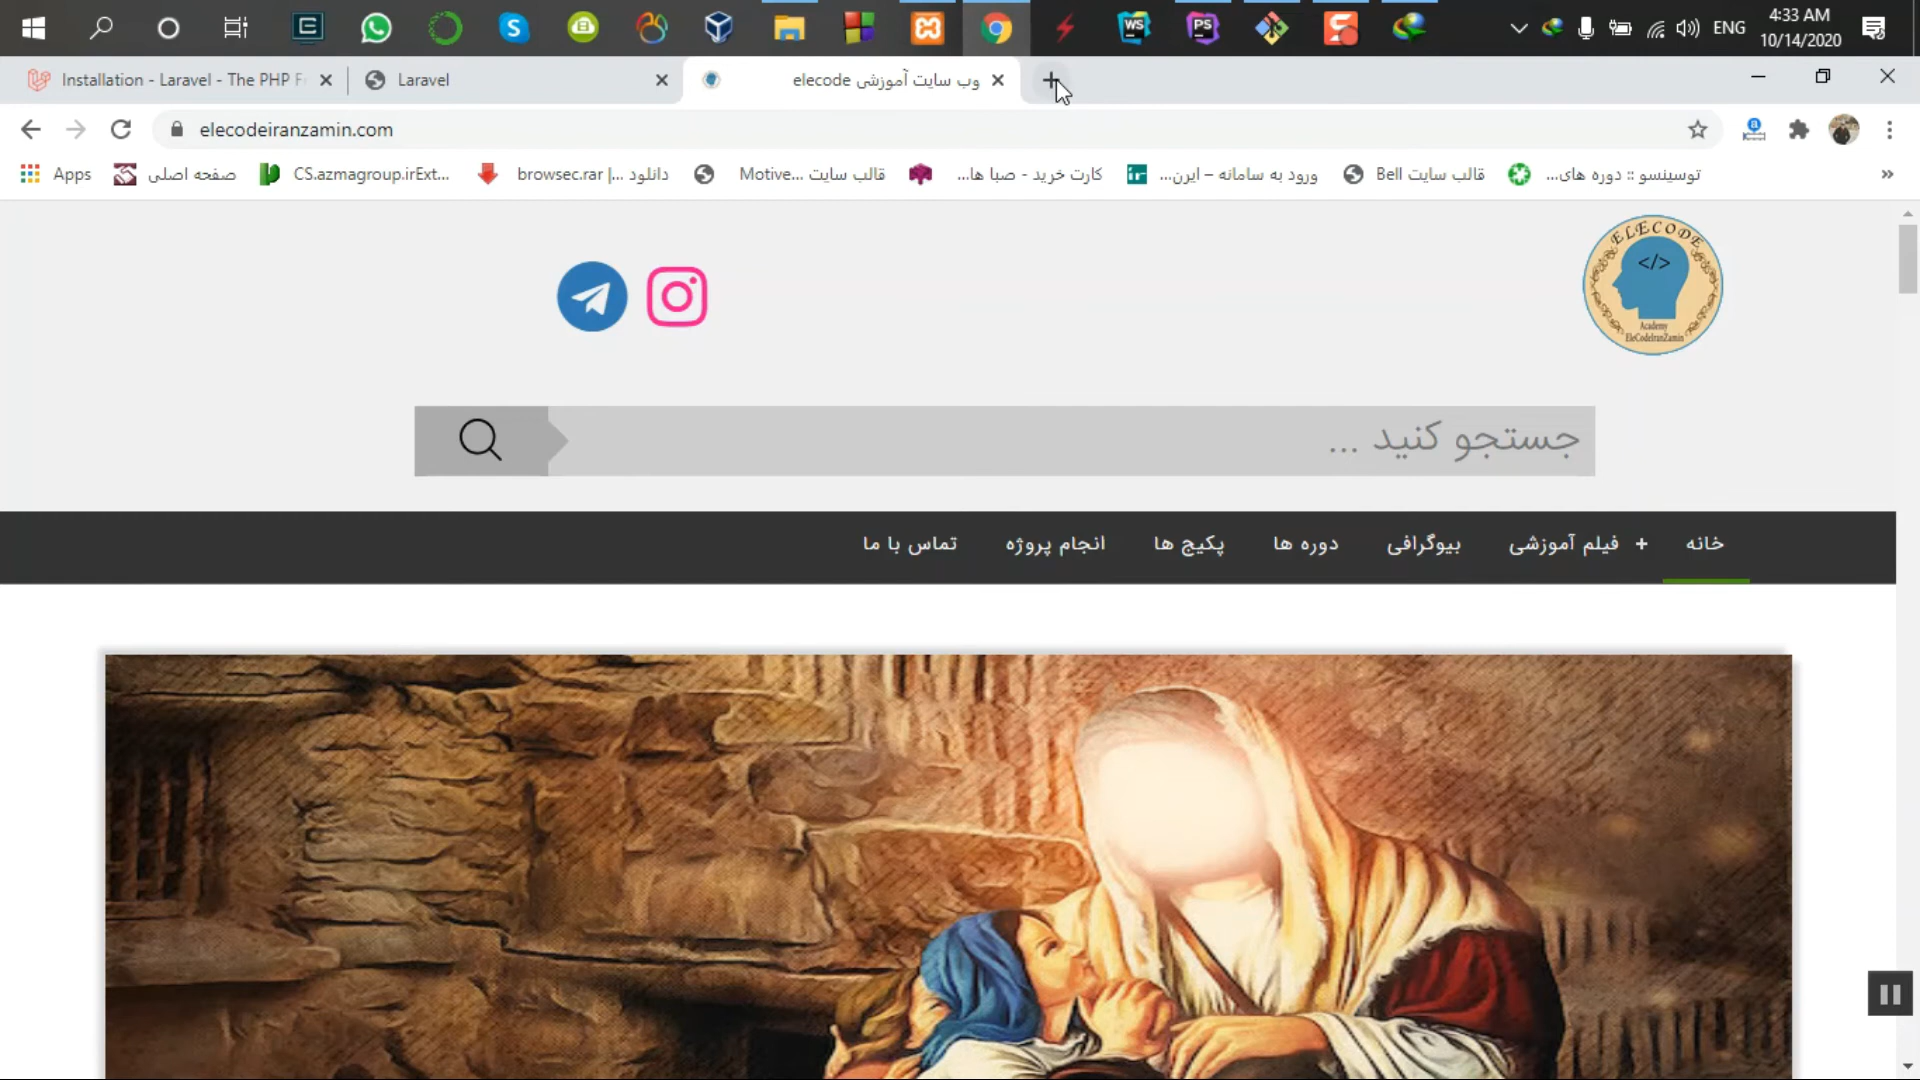 ENG
4:33 AM
10/14/2020
Installation - Laravel - The PHP F
Laravel
وب سایت آموزشی elecode
elecodeiranzamin.com
Apps
صفحه اصلی
CS.azmagroup.irExt...
دانلود ...| browsec.rar
قالب سایت ...Motive
کارت خرید - صبا ها...
ورود به سامانه – ایرن...
قالب سایت Bell
توسینسو :: دوره های...
ELECODE
</>
Academy
EleCodeIranZamin
جستجو کنید ...
خانه
+ فیلم آموزشی
بیوگرافی
دوره ها
پکیج ها
انجام پروژه
تماس با ما